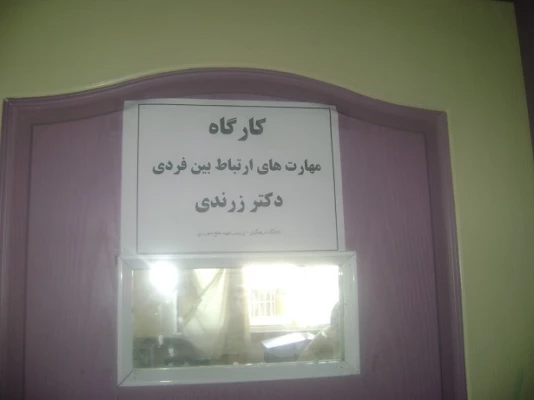 کارگاه
مهارت های ارتباط بین فردی
دکتر زرندی